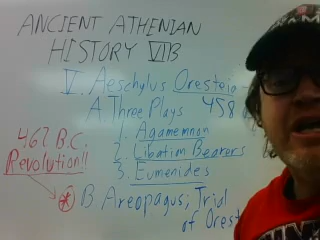 ANCIENT ATHENIAN
HISTORY VIIB
V. Aeschylus Oresteia -
A. Three Plays 458
1. Agamemnon
2. Libatim Bearers
3. Eumenides
462 B.C.
Revolution!!
B. Areopagus; Trial
of Orest